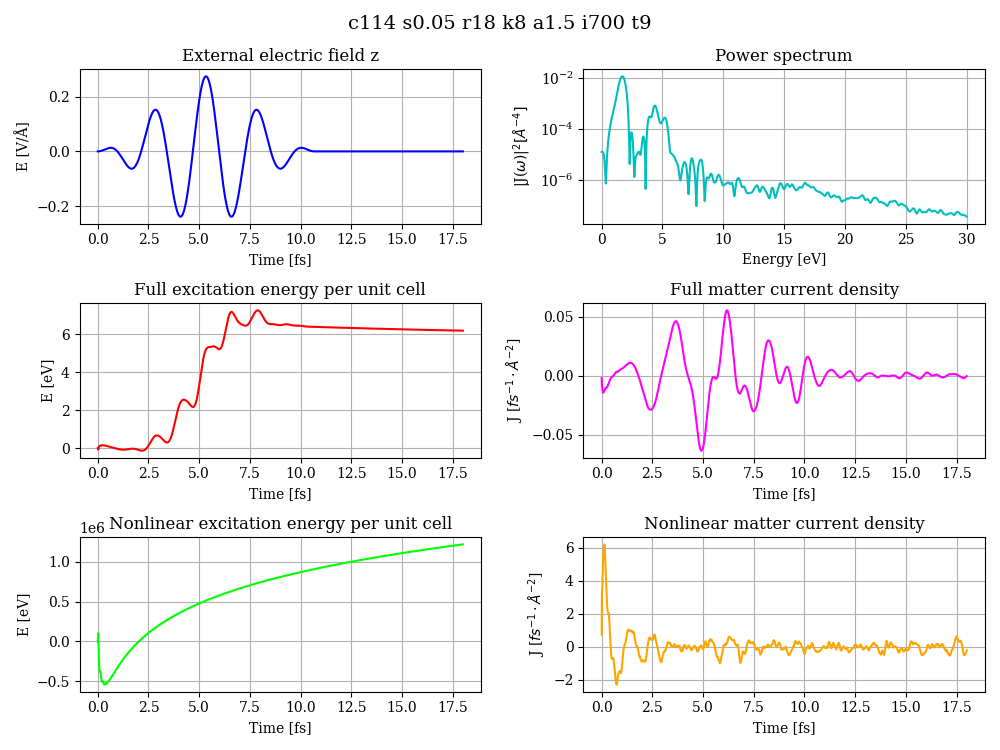 c114 s0.05 r18 k8 a1.5 i700 t9
External electric field z
E [V/Å]
0.2
0.0
−0.2
0.0 2.5 5.0 7.5 10.0 12.5 15.0 17.5
Time [fs]
Power spectrum
|J(ω)|²[Å⁻⁴]
10⁻²
10⁻⁴
10⁻⁶
0 5 10 15 20 25 30
Energy [eV]
Full excitation energy per unit cell
E [eV]
6
4
2
0
0.0 2.5 5.0 7.5 10.0 12.5 15.0 17.5
Time [fs]
Full matter current density
J [fs⁻¹·Å⁻²]
0.05
0.00
−0.05
0.0 2.5 5.0 7.5 10.0 12.5 15.0 17.5
Time [fs]
1e6 Nonlinear excitation energy per unit cell
E [eV]
1.0
0.5
0.0
−0.5
0.0 2.5 5.0 7.5 10.0 12.5 15.0 17.5
Time [fs]
Nonlinear matter current density
J [fs⁻¹·Å⁻²]
6
4
2
0
−2
0.0 2.5 5.0 7.5 10.0 12.5 15.0 17.5
Time [fs]